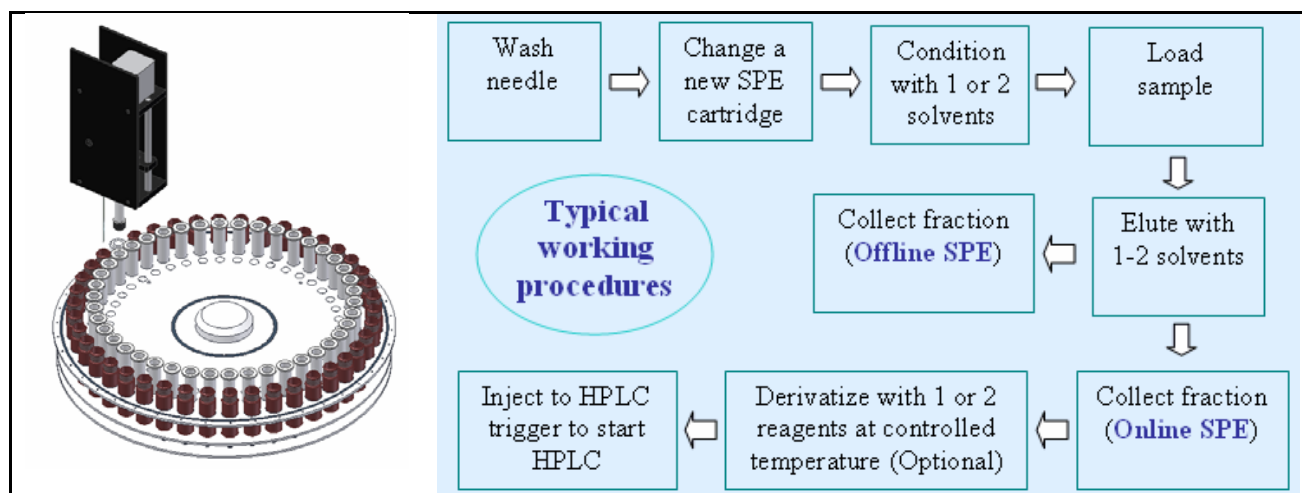 Wash
needle
Change a
new SPE
cartridge
Condition
with 1 or 2
solvents
Load
sample
Typical
working
procedures
Collect fraction
(Offline SPE)
Elute with
1-2 solvents
Inject to HPLC
trigger to start
HPLC
Derivatize with 1 or 2
reagents at controlled
temperature (Optional)
Collect fraction
(Online SPE)